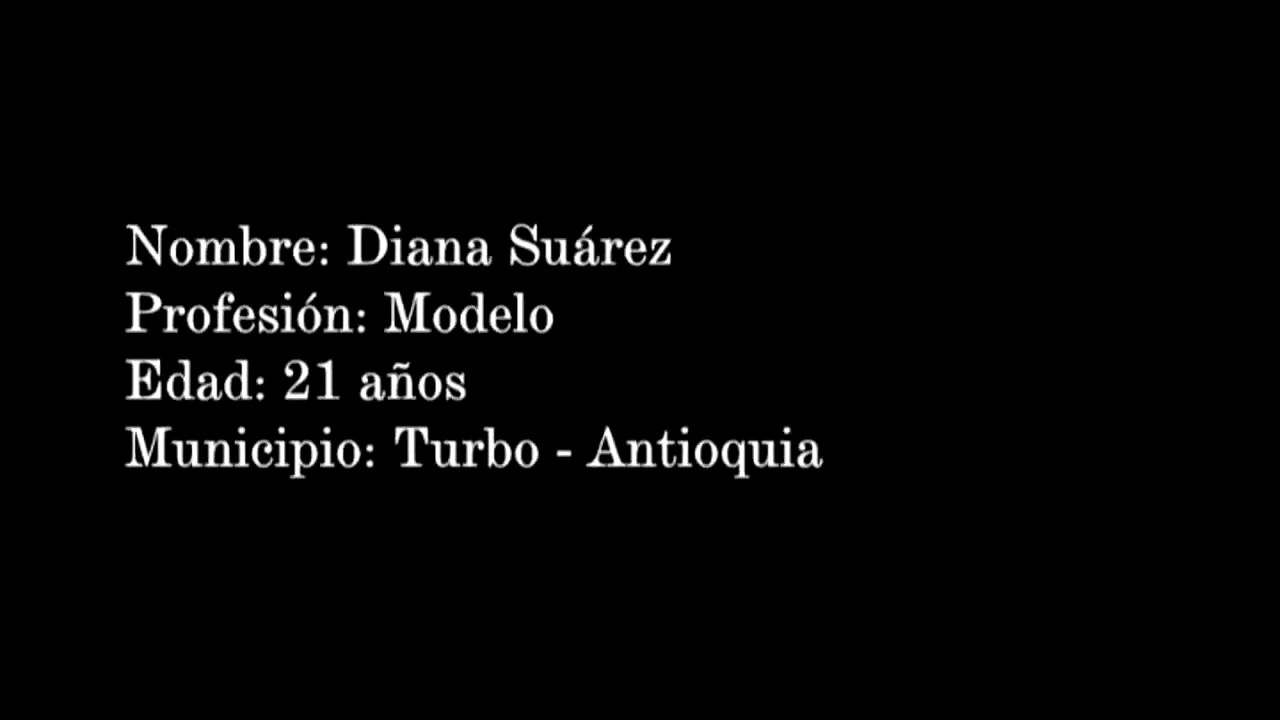 Nombre: Diana Suárez
Profesión: Modelo
Edad: 21 años
Municipio: Turbo - Antioquia